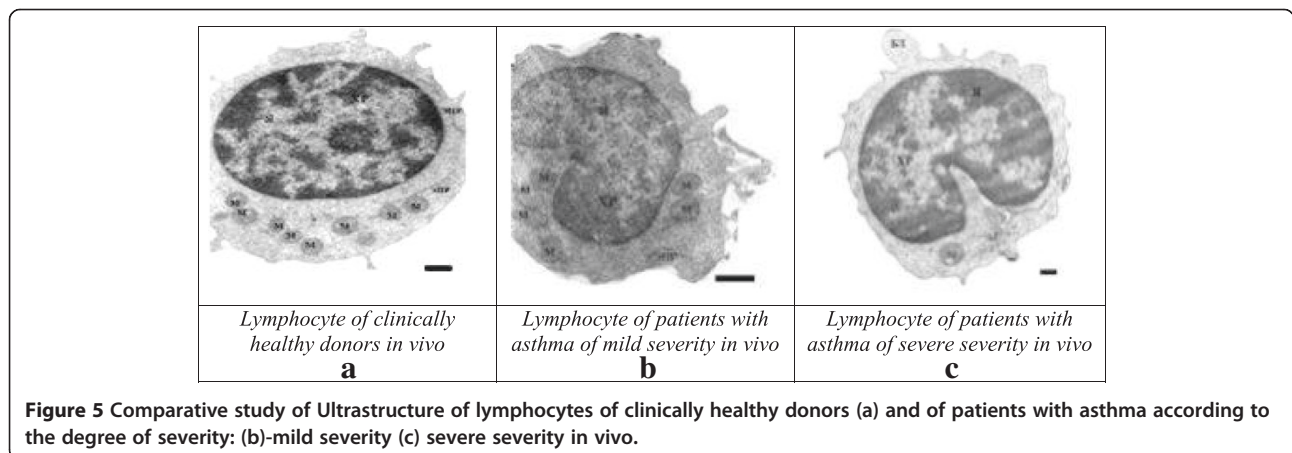 M
M
M
M
M
M
M
M
M
M
M
Lymphocyte of clinically
healthy donors in vivo
a
Lymphocyte of patients with
asthma of mild severity in vivo
b
Lymphocyte of patients with
asthma of severe severity in vivo
c
Figure 5 Comparative study of Ultrastructure of lymphocytes of clinically healthy donors (a) and of patients with asthma according to
the degree of severity: (b)-mild severity (c) severe severity in vivo.